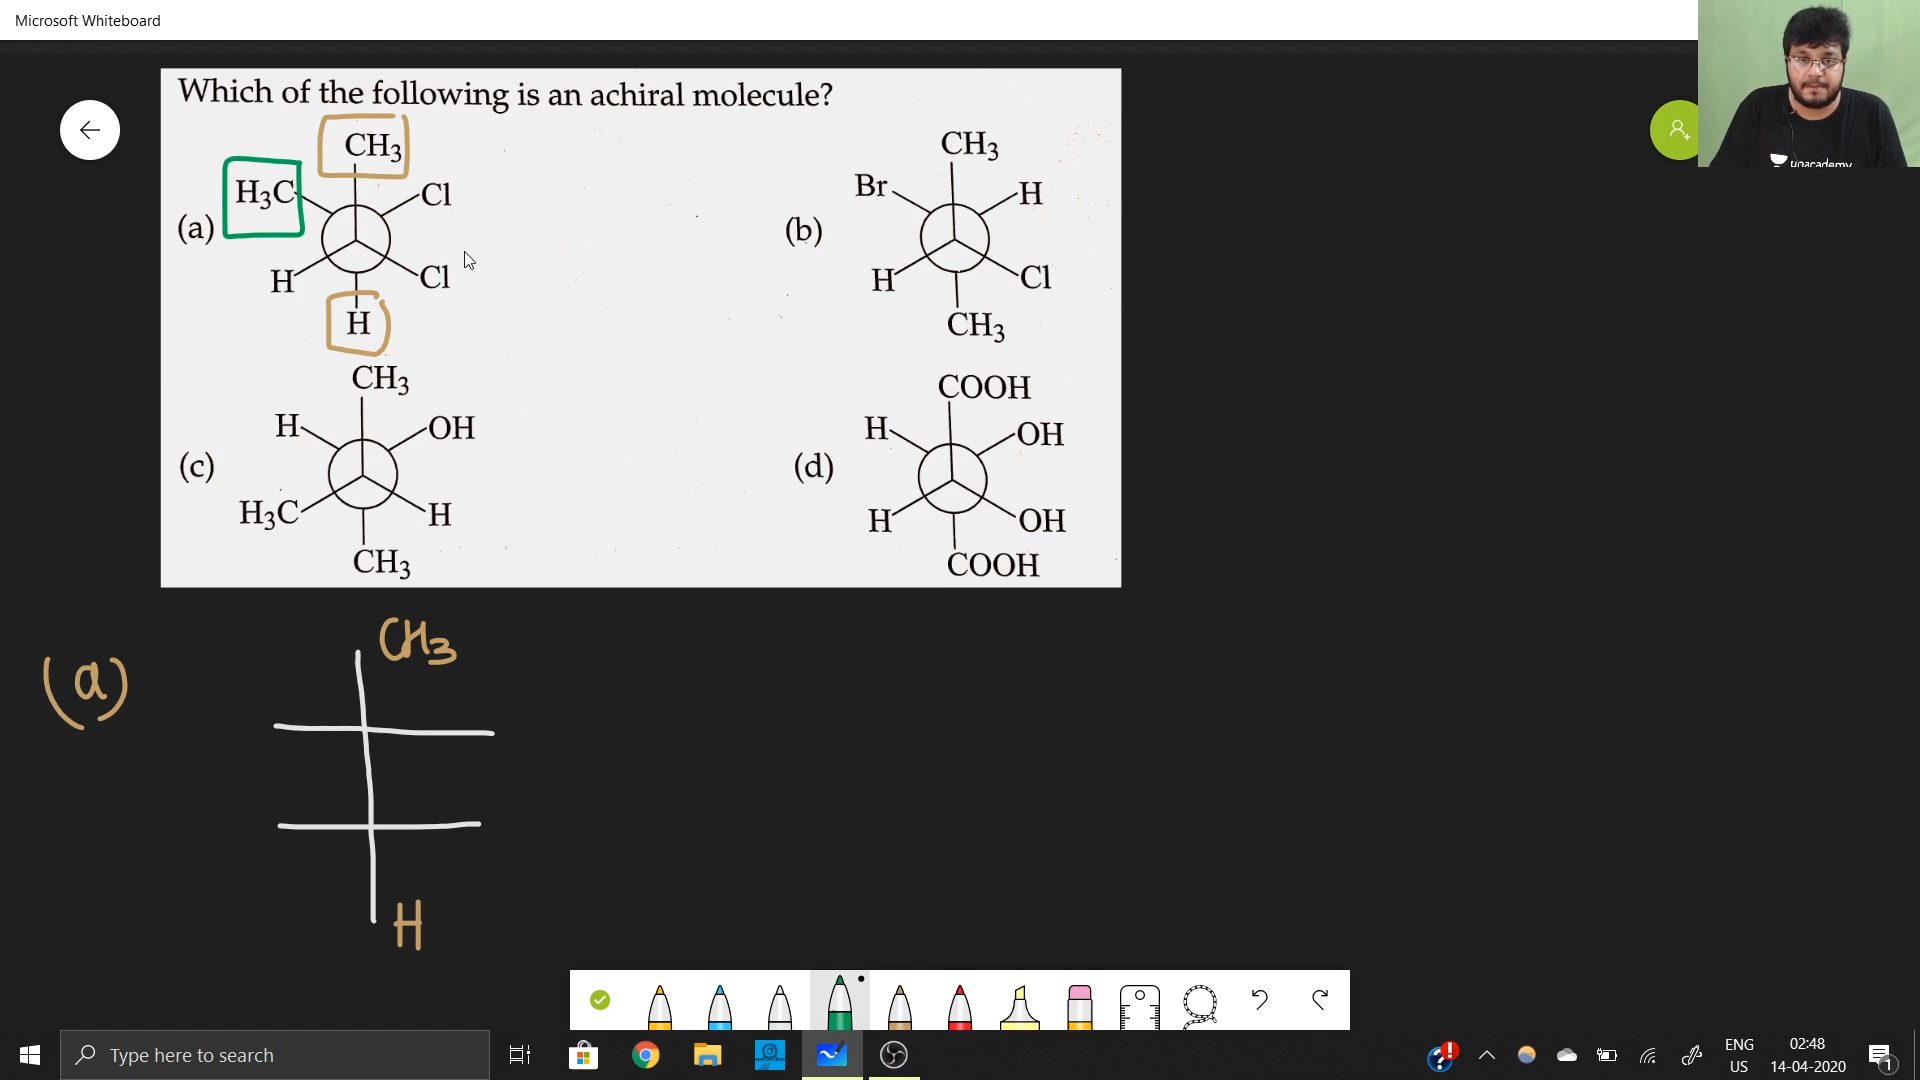 Microsoft Whiteboard
Which of the following is an achiral molecule?
(a)
CH3
H3C
Cl
H
Cl
H
(b)
CH3
Br
H
H
Cl
CH3
(c)
CH3
H
OH
H3C
H
CH3
(d)
COOH
H
OH
H
OH
COOH
(a)
CH3
H
unacademy
Type here to search
ENG
US
02:48
14-04-2020
1